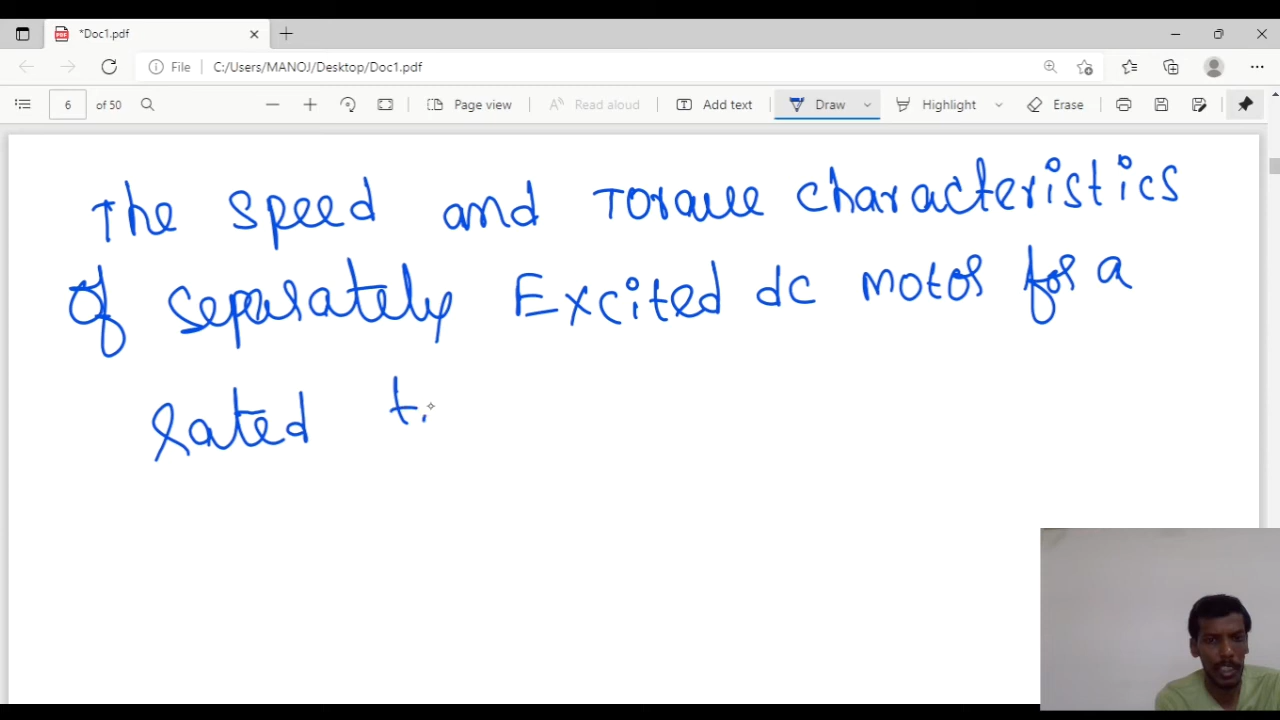 *Doc1.pdf
File C:/Users/MANOJ/Desktop/Doc1.pdf
6 of 50 Page view Read aloud Add text Draw Highlight Erase
The Speed and Torque characteristics
Of separately Excited dc motor for a
rated t